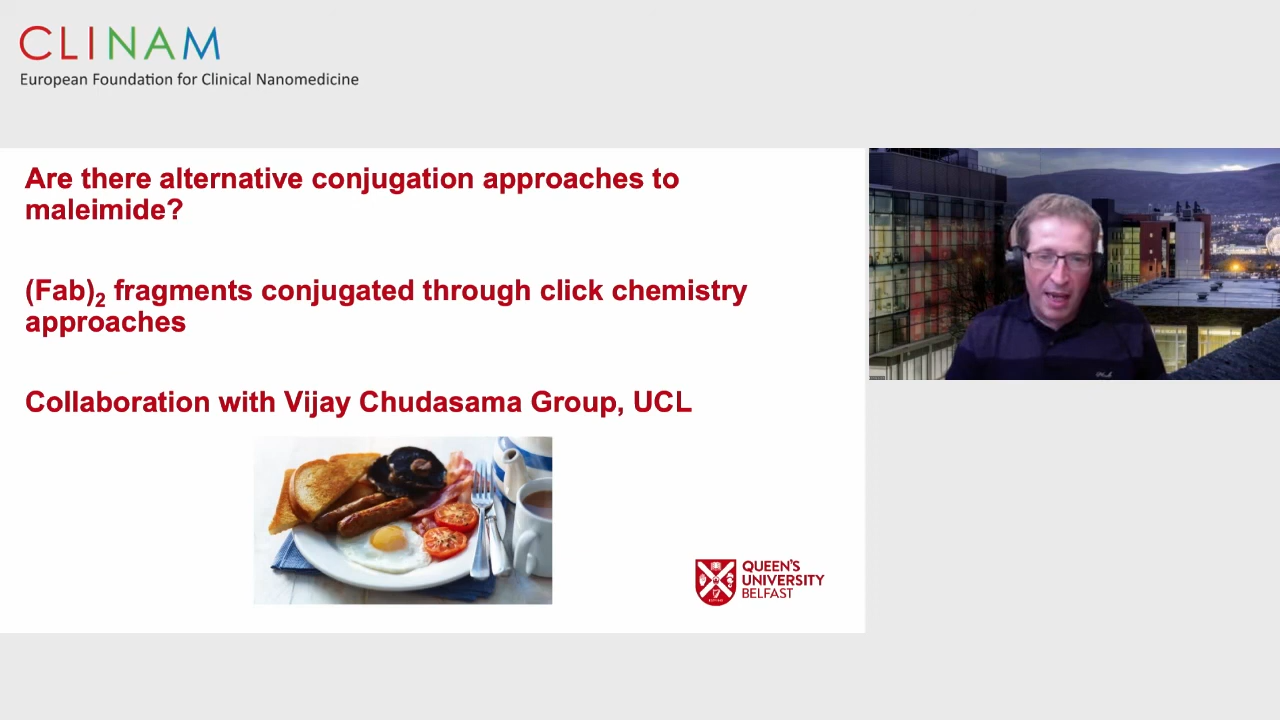 CLINAM
European Foundation for Clinical Nanomedicine
Are there alternative conjugation approaches to
maleimide?
(Fab)2 fragments conjugated through click chemistry
approaches
Collaboration with Vijay Chudasama Group, UCL
QUEEN'S
UNIVERSITY
BELFAST